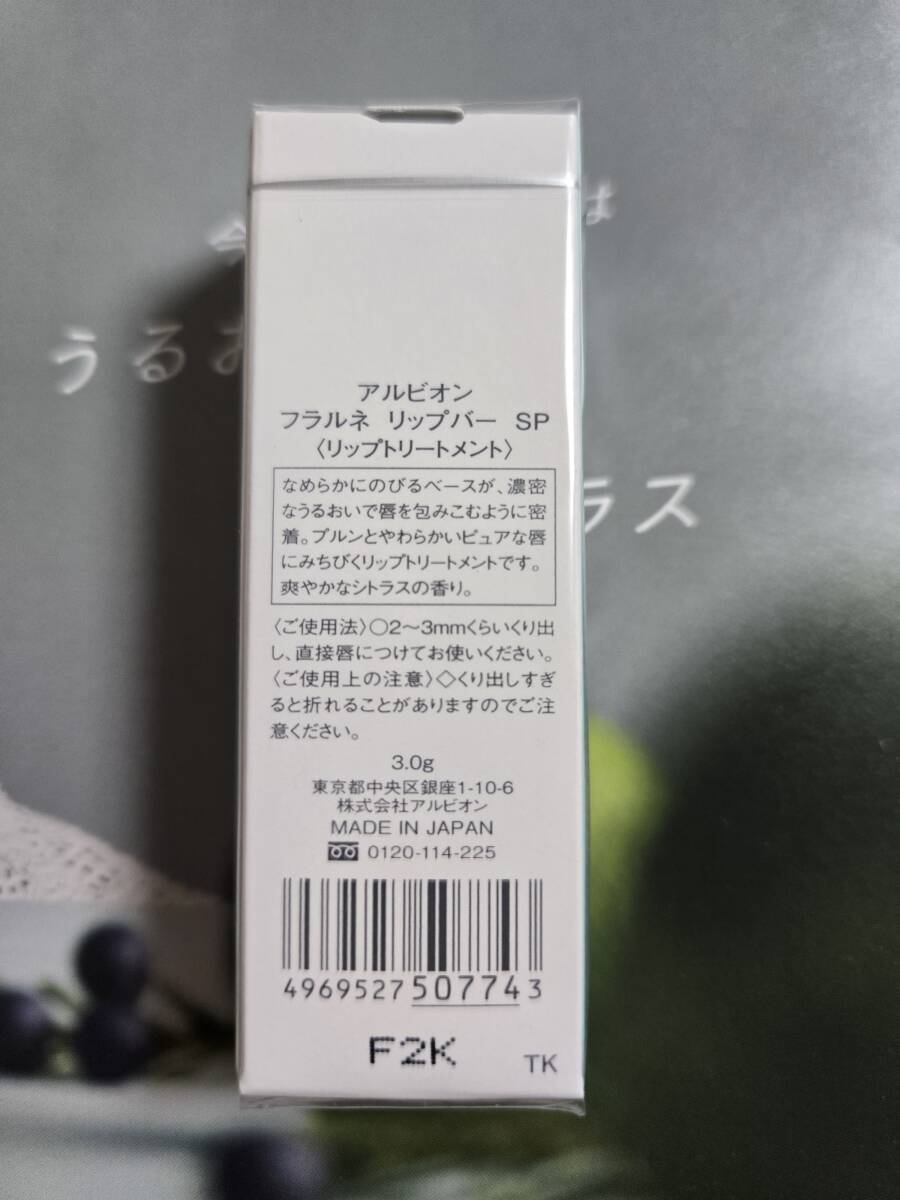 は
うるお
ラス
アルビオン
フラルネ リップバー SP
〈リップトリートメント〉
なめらかにのびるベースが、濃密
なうるおいで唇を包みこむように密
着。プルンとやわらかいピュアな唇
にみちびくリップトリートメントです。
爽やかなシトラスの香り。
〈ご使用法〉○2～3mmくらいくり出
し、直接唇につけてお使いください。
〈ご使用上の注意〉◇くり出しすぎ
ると折れることがありますのでご注
意ください。
3.0g
東京都中央区銀座1-10-6
株式会社アルビオン
MADE IN JAPAN
0120-114-225
4969527507743
F2K
TK